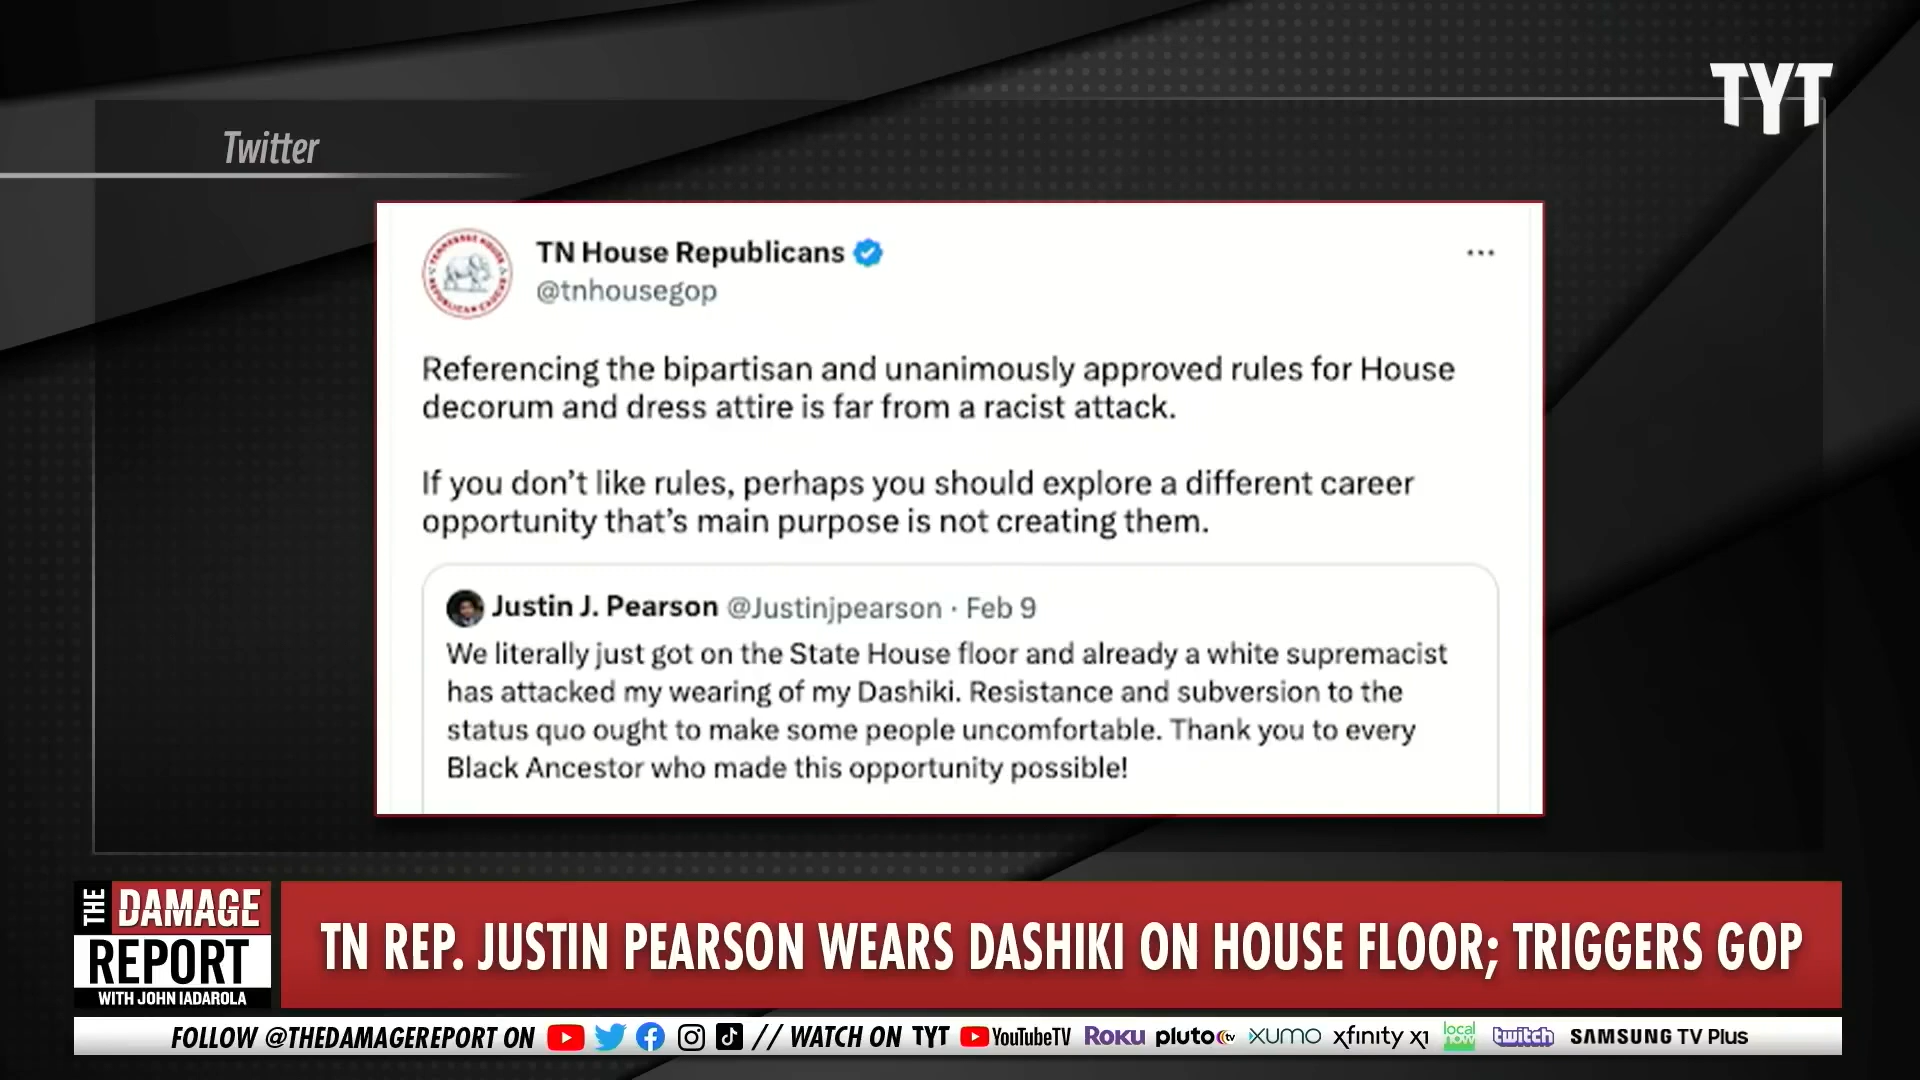 TYT
Twitter
TN House Republicans
@tnhousegop
Referencing the bipartisan and unanimously approved rules for House
decorum and dress attire is far from a racist attack.
If you don’t like rules, perhaps you should explore a different career
opportunity that’s main purpose is not creating them.
Justin J. Pearson @Justinjpearson · Feb 9
We literally just got on the State House floor and already a white supremacist
has attacked my wearing of my Dashiki. Resistance and subversion to the
status quo ought to make some people uncomfortable. Thank you to every
Black Ancestor who made this opportunity possible!
THE DAMAGE
REPORT
WITH JOHN IADAROLA
TN REP. JUSTIN PEARSON WEARS DASHIKI ON HOUSE FLOOR; TRIGGERS GOP
FOLLOW @THEDAMAGEREPORT ON // WATCH ON TYT YouTubeTV ROKU pluto tv XUMO xfinity x1 local now twitch SAMSUNG TV Plus